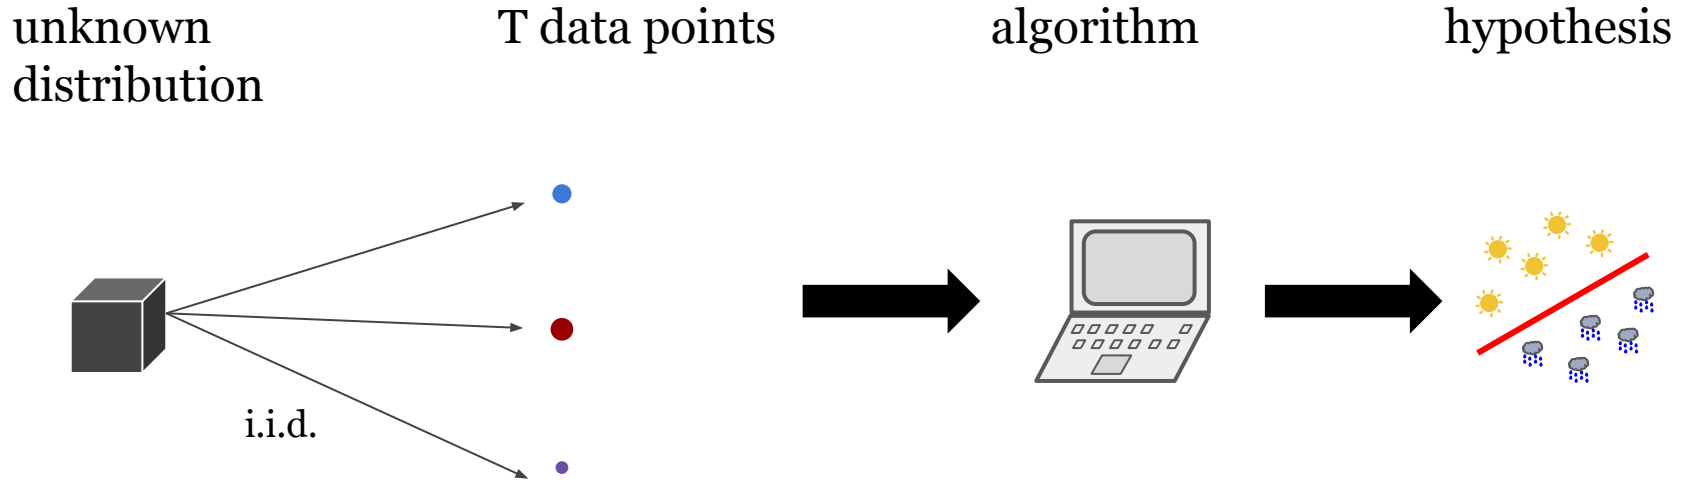 unknown
distribution
T data points
algorithm
hypothesis
i.i.d.